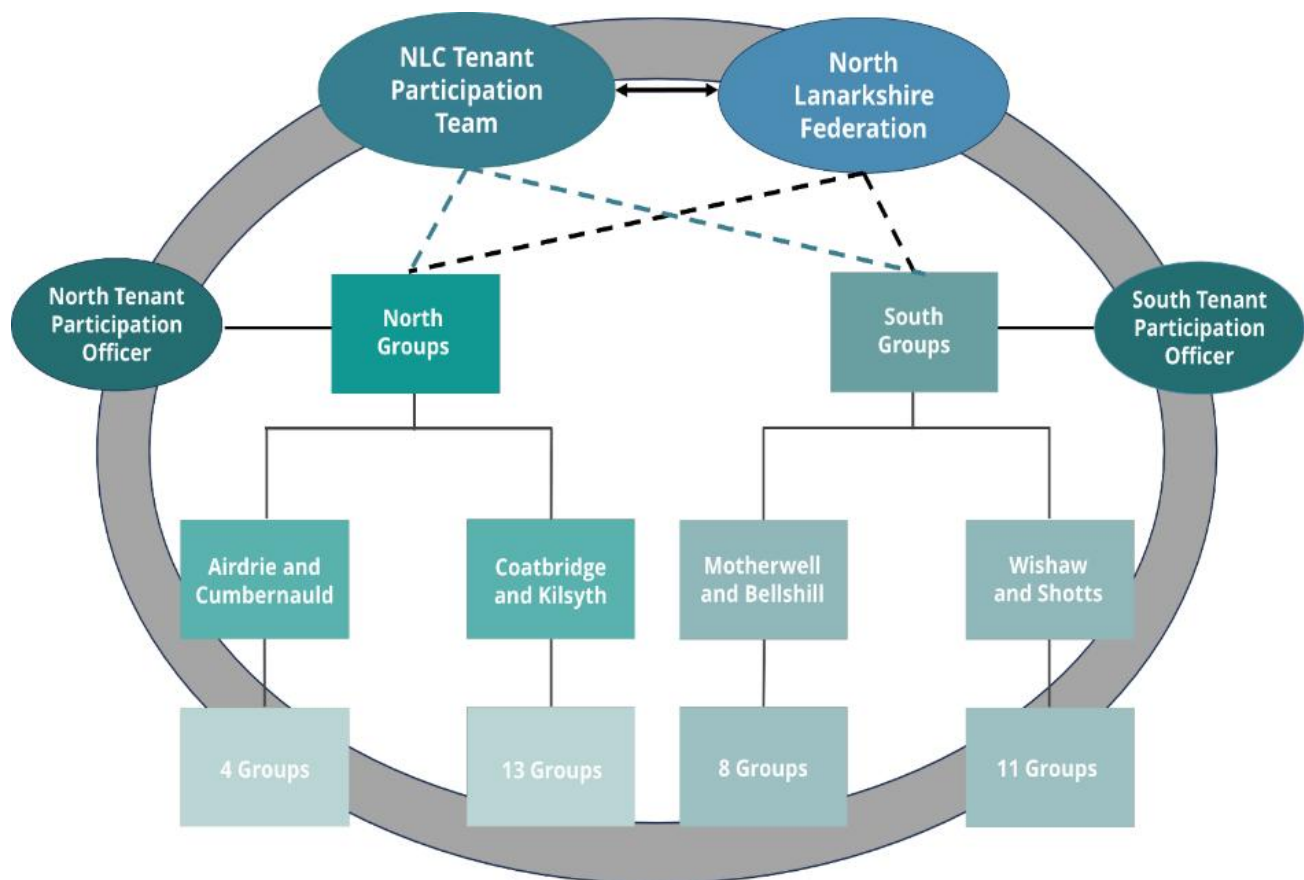 NLC Tenant
Participation
Team
North
Lanarkshire
Federation
North Tenant
Participation
Officer
North
Groups
South
Groups
South Tenant
Participation
Officer
Airdrie and
Cumbernauld
Coatbridge
and Kilsyth
Motherwell
and Bellshill
Wishaw
and Shotts
4 Groups
13 Groups
8 Groups
11 Groups